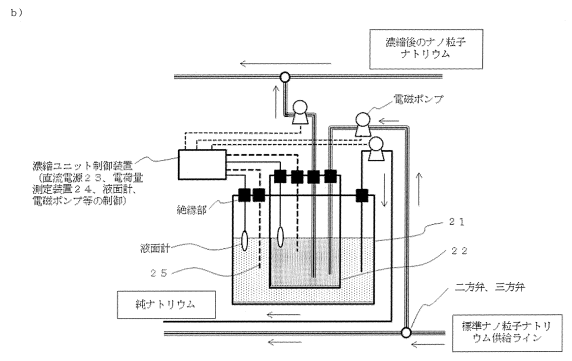 b)
濃縮後のナノ粒子
ナトリウム
電磁ポンプ
濃縮ユニット制御装置
(直流電源23、電荷量
測定装置24、液面計、
電磁ポンプ等の制御)
絶縁部
21
液面計
22
25
純ナトリウム
二方弁、三方弁
標準ナノ粒子ナトリ
ウム供給ライン